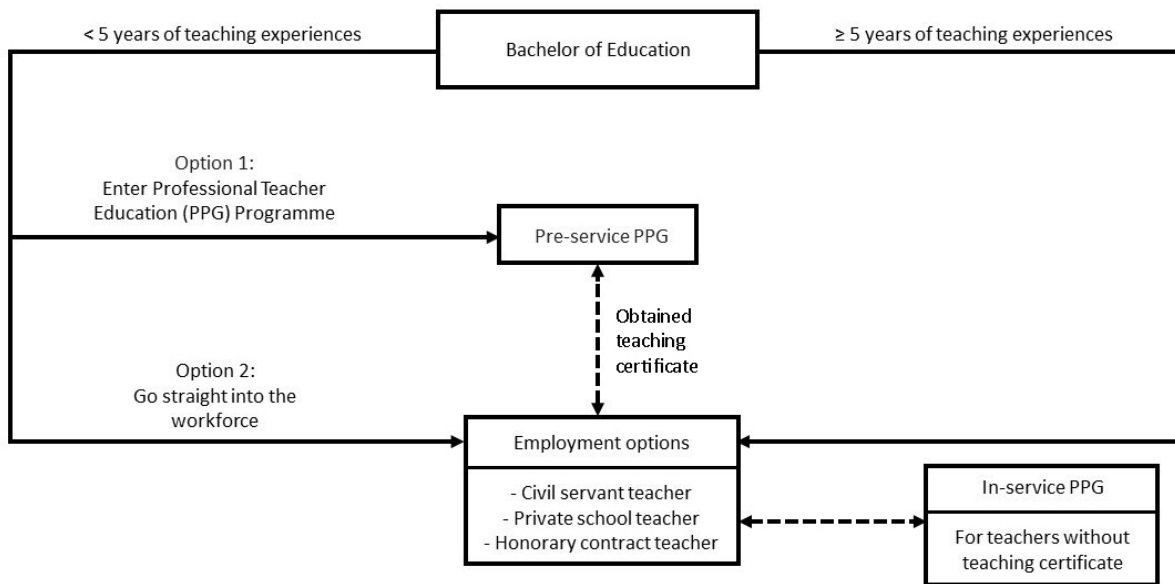 < 5 years of teaching experiences
Bachelor of Education
≥ 5 years of teaching experiences
Option 1:
Enter Professional Teacher
Education (PPG) Programme
Pre-service PPG
Obtained
teaching
certificate
Option 2:
Go straight into the
workforce
Employment options
- Civil servant teacher
- Private school teacher
- Honorary contract teacher
In-service PPG
For teachers without
teaching certificate